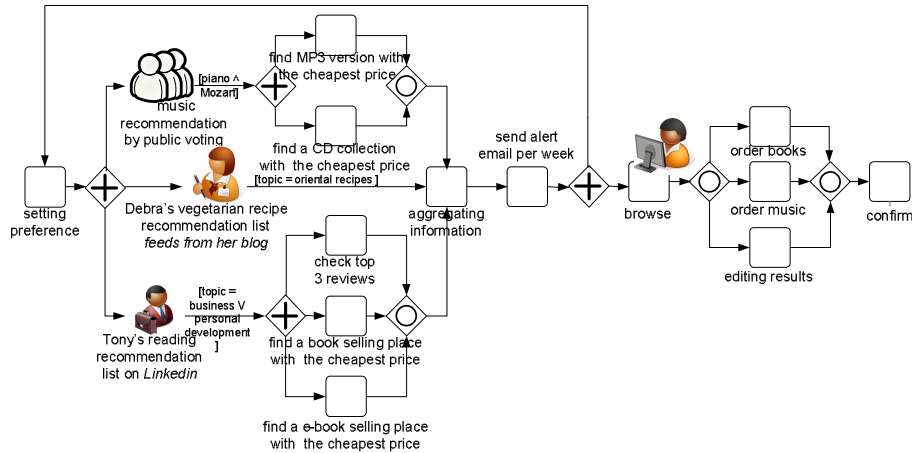 find MP3 version with
the cheapest price
[piano ^
Mozart]
music
recommendation
by public voting
find a CD collection
with the cheapest price
send alert
email per week
order books
setting
preference
[topic = oriental recipes ]
Debra's vegetarian recipe
recommendation list
feeds from her blog
aggregating
information
browse
order music
confirm
check top
3 reviews
editing results
[topic =
business V
personal
development
]
Tony's reading
recommendation
list on Linkedin
find a book selling place
with the cheapest price
find a e-book selling place
with the cheapest price